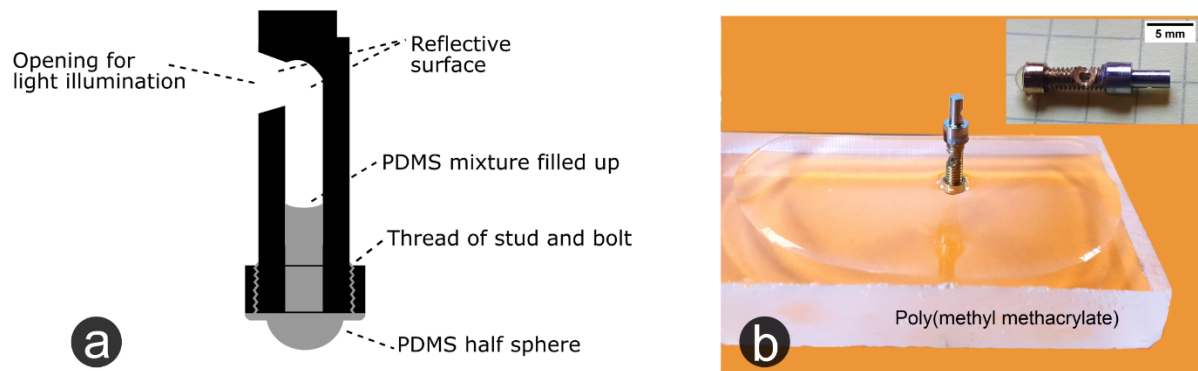 Opening for
light illumination
Reflective
surface
PDMS mixture filled up
Thread of stud and bolt
PDMS half sphere
a
5 mm
Poly(methyl methacrylate)
b